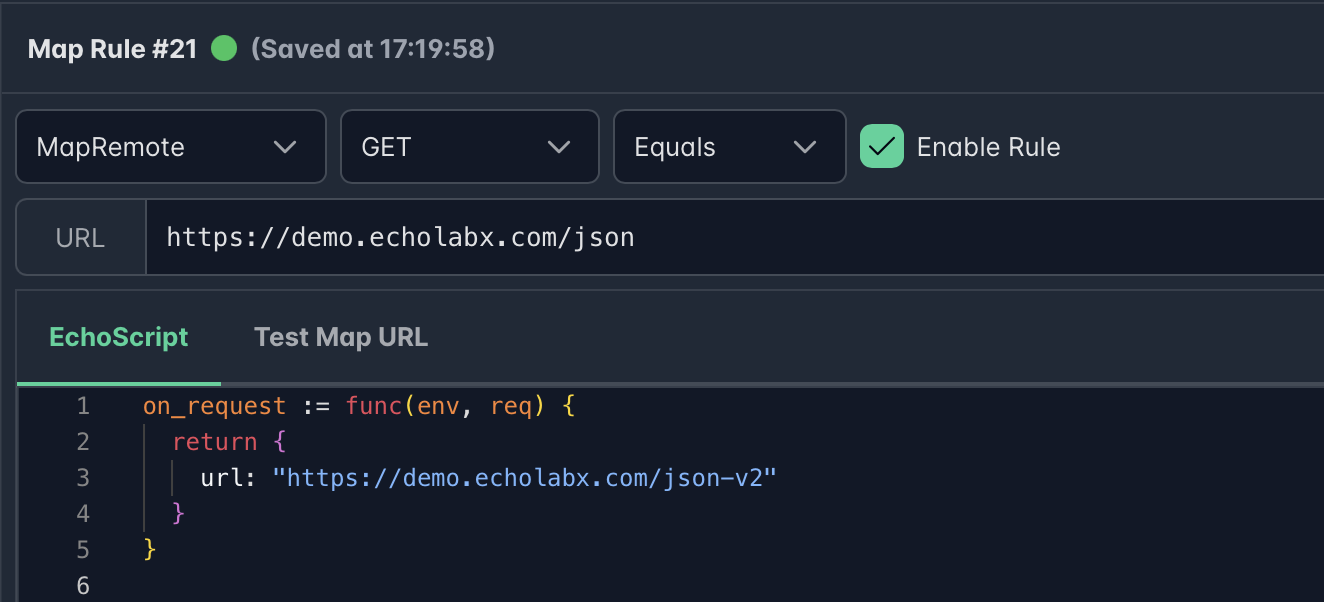 Map Rule #21 (Saved at 17:19:58)
MapRemote GET Equals Enable Rule
URL https://demo.echolabx.com/json
EchoScript Test Map URL
1 on_request := func(env, req) {
2 return {
3 url: "https://demo.echolabx.com/json-v2"
4 }
5 }
6